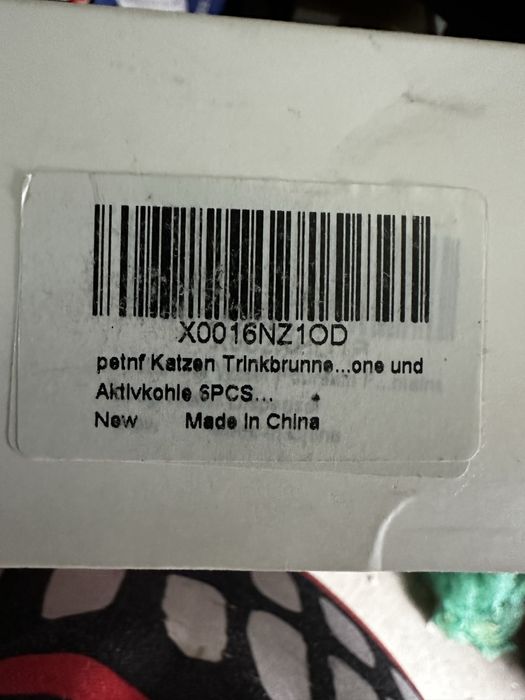 X0016NZ1OD
petnf Katzen Trinkbrunne...one und
Aktivkohle 6PCS...
New Made in China